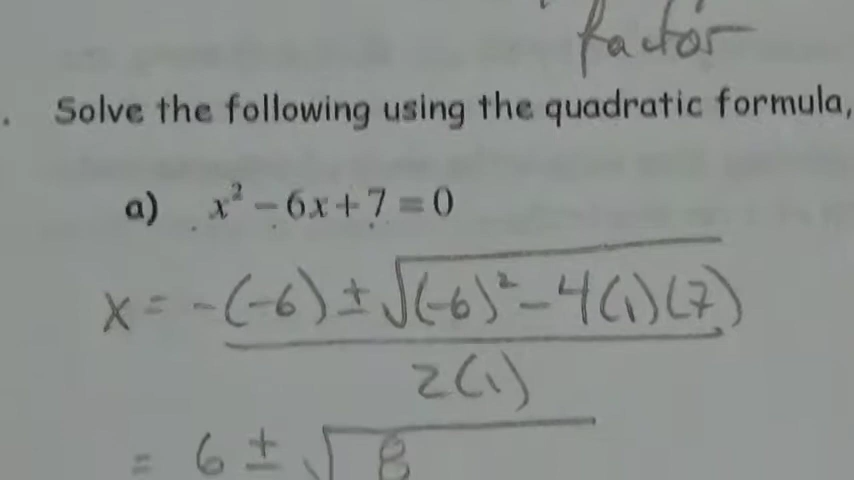 factor
. Solve the following using the quadratic formula,
a) x² - 6x + 7 = 0
x = -(-6) ± √(-6)² - 4(1)(7)
2(1)
= 6 ± √8